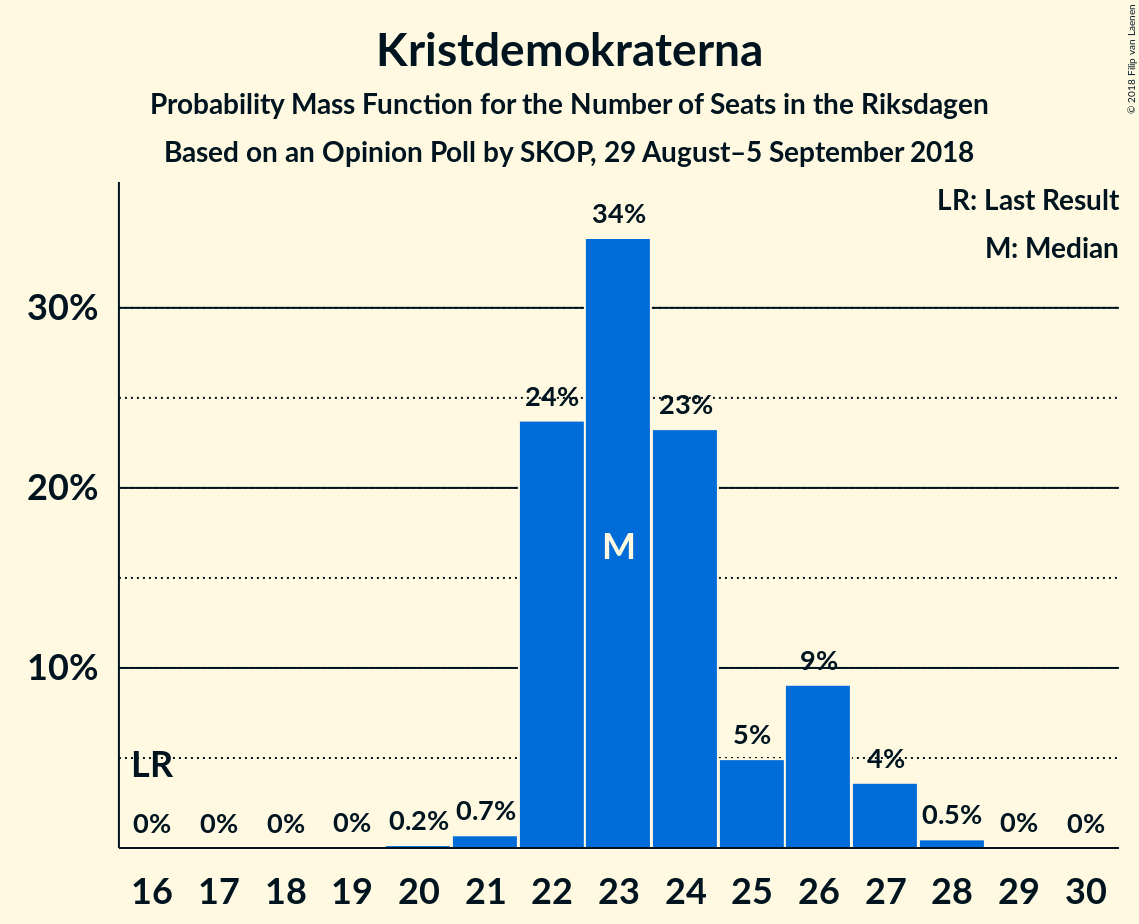 Kristdemokraterna
Probability Mass Function for the Number of Seats in the Riksdagen
Based on an Opinion Poll by SKOP, 29 August–5 September 2018
© 2018 Filip van Laenen
LR: Last Result
M: Median
34%
30%
24%
23%
20%
M
10%
9%
5%
4%
LR
0%
0%
0%
0%
0.2%
0.7%
0.5%
0%
0%
16 17 18 19 20 21 22 23 24 25 26 27 28 29 30